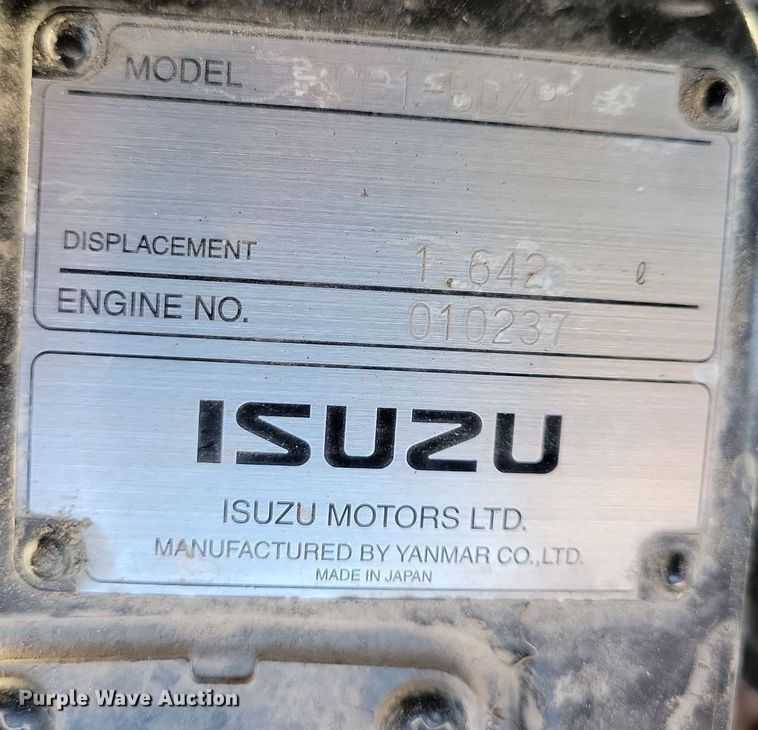 MODEL
DISPLACEMENT 1.642 ℓ
ENGINE NO. 010237
ISUZU
ISUZU MOTORS LTD.
MANUFACTURED BY YANMAR CO.,LTD.
MADE IN JAPAN
Purple Wave Auction